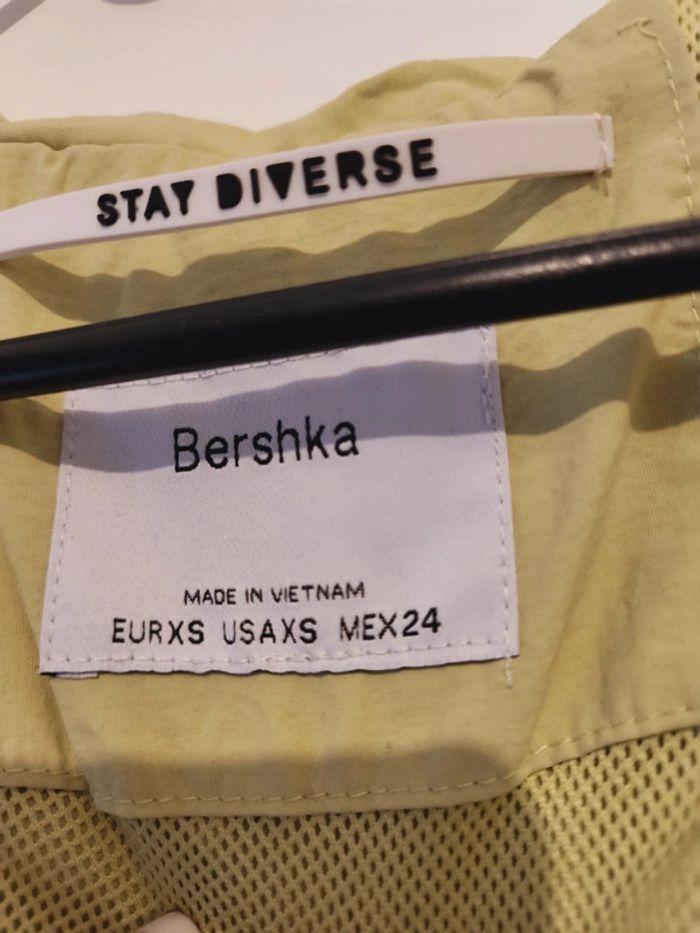 STAY DIVERSE
Bershka
MADE IN VIETNAM
EURXS USAXS MEX24